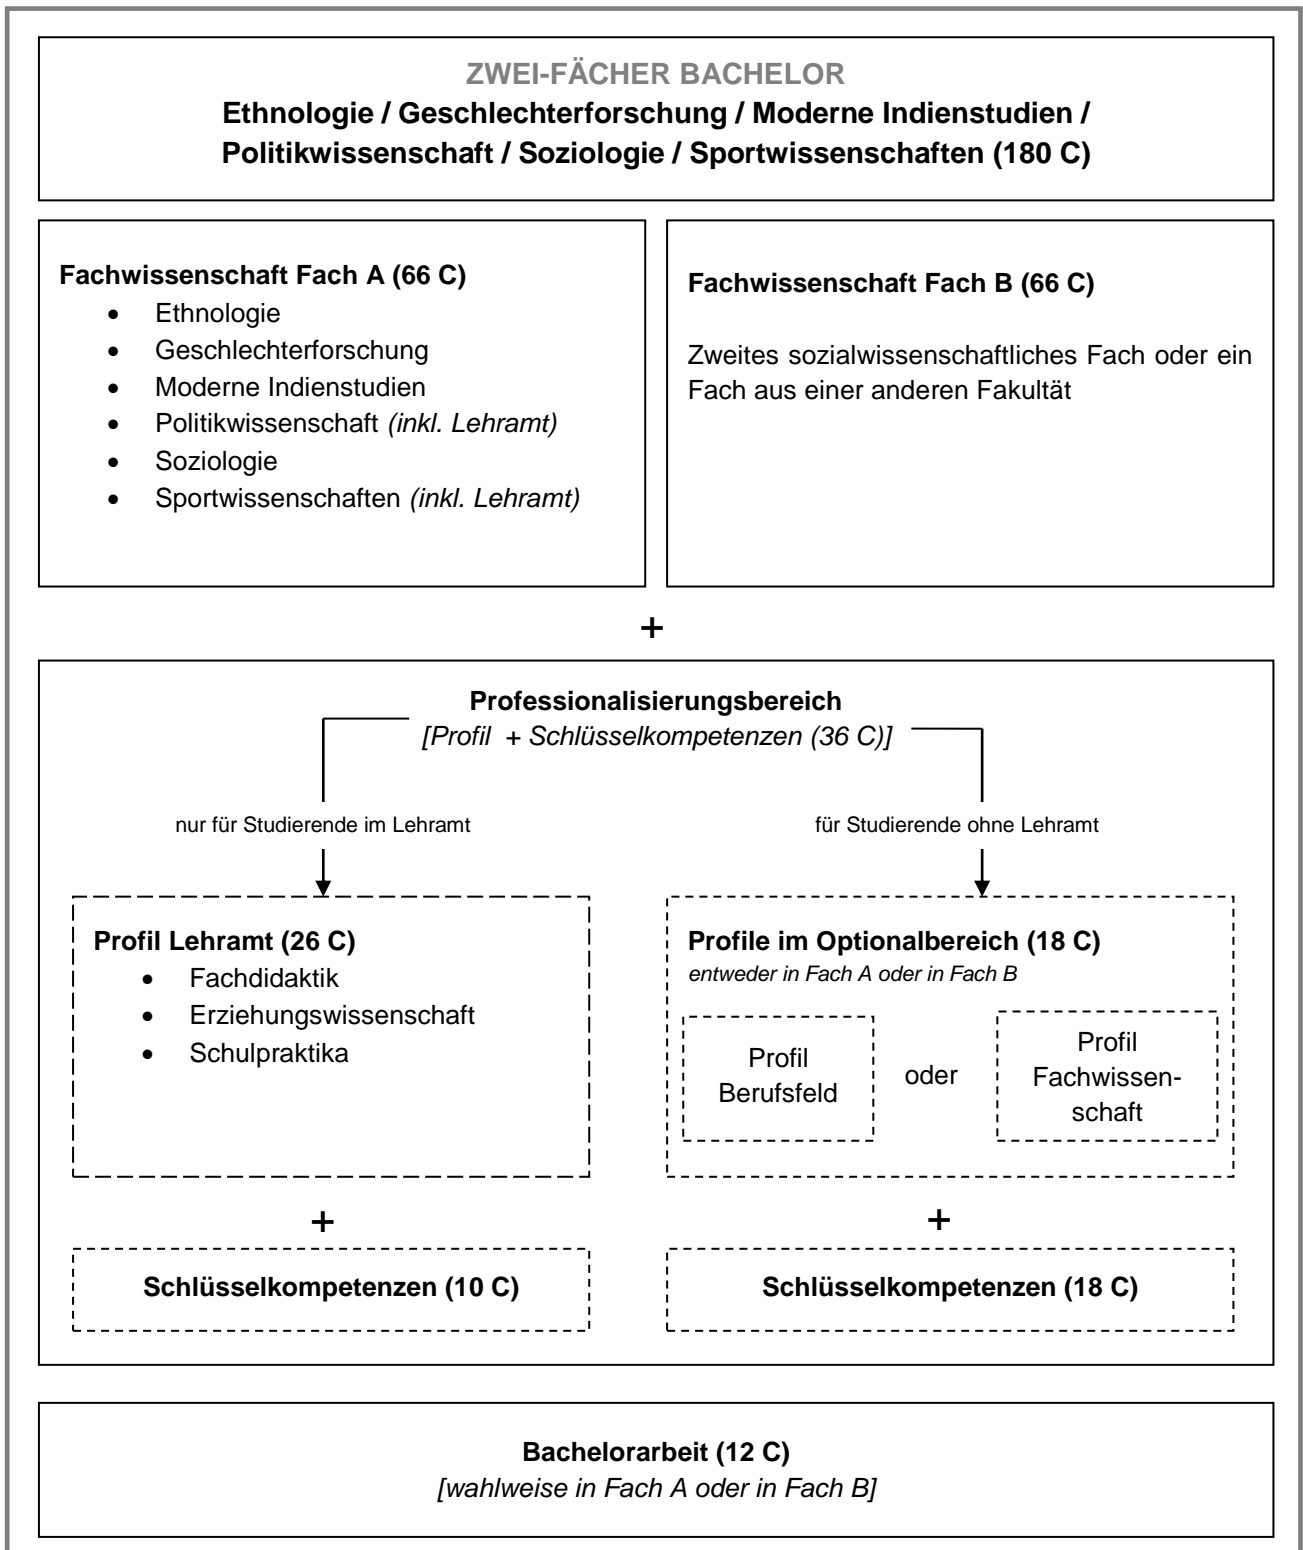 ZWEI-FÄCHER BACHELOR
Ethnologie / Geschlechterforschung / Moderne Indienstudien /
Politikwissenschaft / Soziologie / Sportwissenschaften (180 C)
Fachwissenschaft Fach A (66 C)
• Ethnologie
• Geschlechterforschung
• Moderne Indienstudien
• Politikwissenschaft (inkl. Lehramt)
• Soziologie
• Sportwissenschaften (inkl. Lehramt)
Fachwissenschaft Fach B (66 C)
Zweites sozialwissenschaftliches Fach oder ein
Fach aus einer anderen Fakultät
+
Professionalisierungsbereich
[Profil + Schlüsselkompetenzen (36 C)]
nur für Studierende im Lehramt
für Studierende ohne Lehramt
Profil Lehramt (26 C)
• Fachdidaktik
• Erziehungswissenschaft
• Schulpraktika
Profile im Optionalbereich (18 C)
entweder in Fach A oder in Fach B
Profil
Berufsfeld
oder
Profil
Fachwissen-
schaft
+
+
Schlüsselkompetenzen (10 C)
Schlüsselkompetenzen (18 C)
Bachelorarbeit (12 C)
[wahlweise in Fach A oder in Fach B]